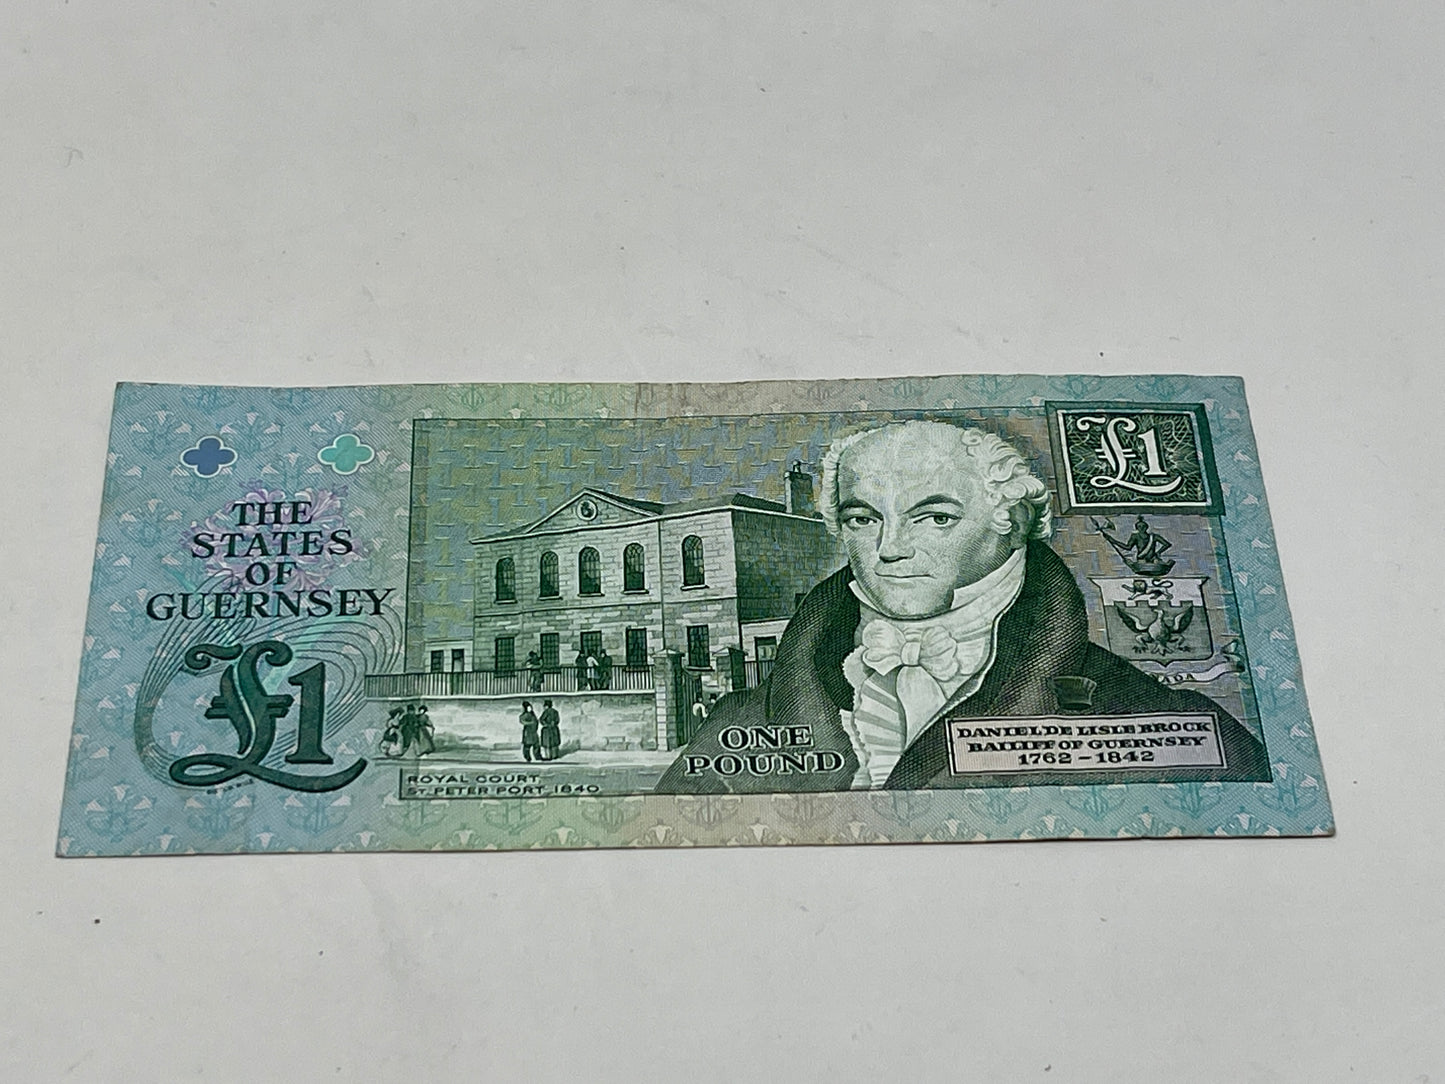 THE
STATES
OF
GUERNSEY
£1
ROYAL COURT
ST. PETER PORT 1840
ONE
POUND
£1
DANIEL DE LISLE BROCK
BAILIFF OF GUERNSEY
1762 – 1842